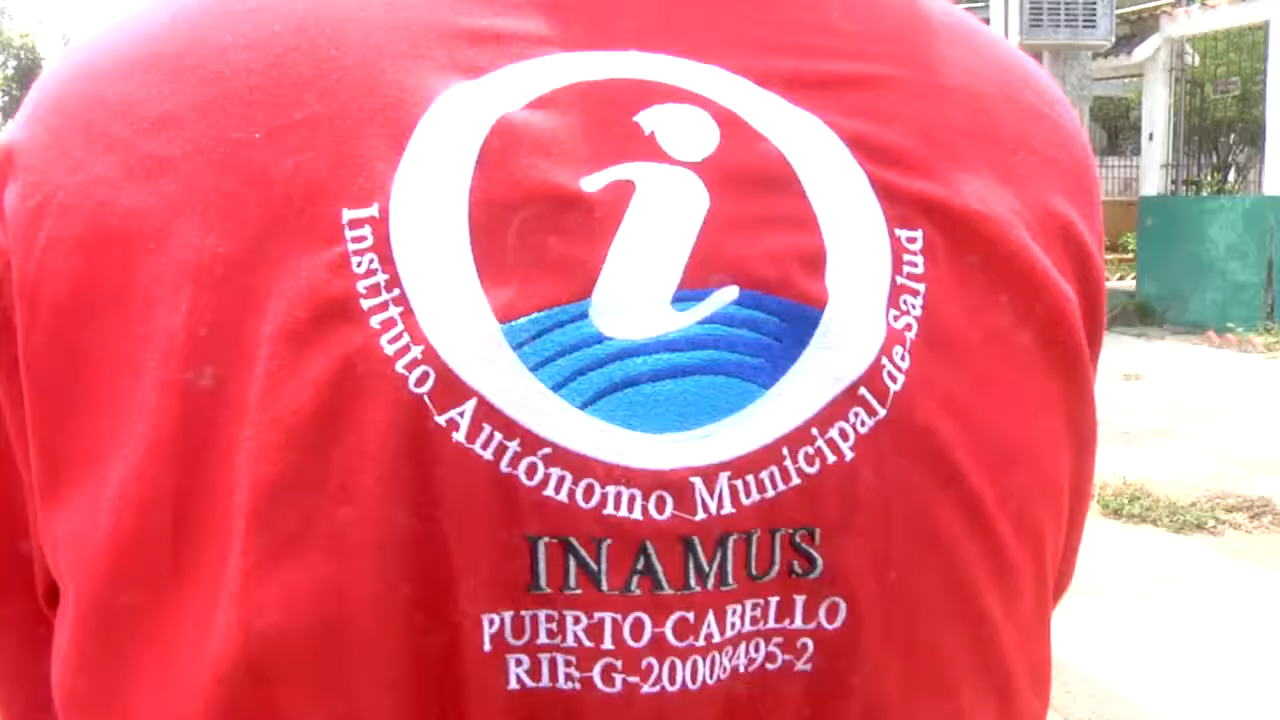 Instituto Autónomo Municipal de Salud
INAMUS
PUERTO CABELLO
RIF-G-20008495-2